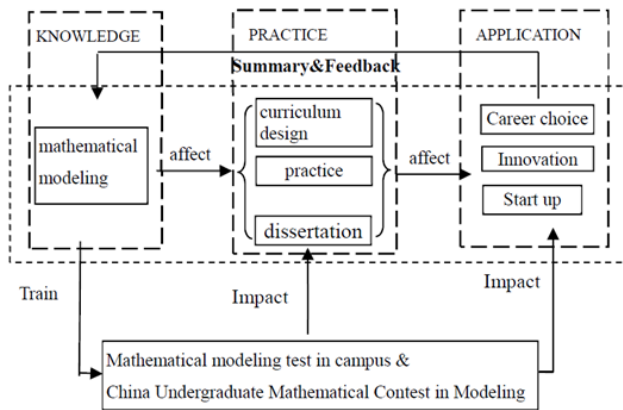 KNOWLEDGE
PRACTICE
APPLICATION
Summary&Feedback
mathematical
modeling
affect
curriculum
design
practice
dissertation
affect
Career choice
Innovation
Start up
Train
Impact
Impact
Mathematical modeling test in campus &
China Undergraduate Mathematical Contest in Modeling